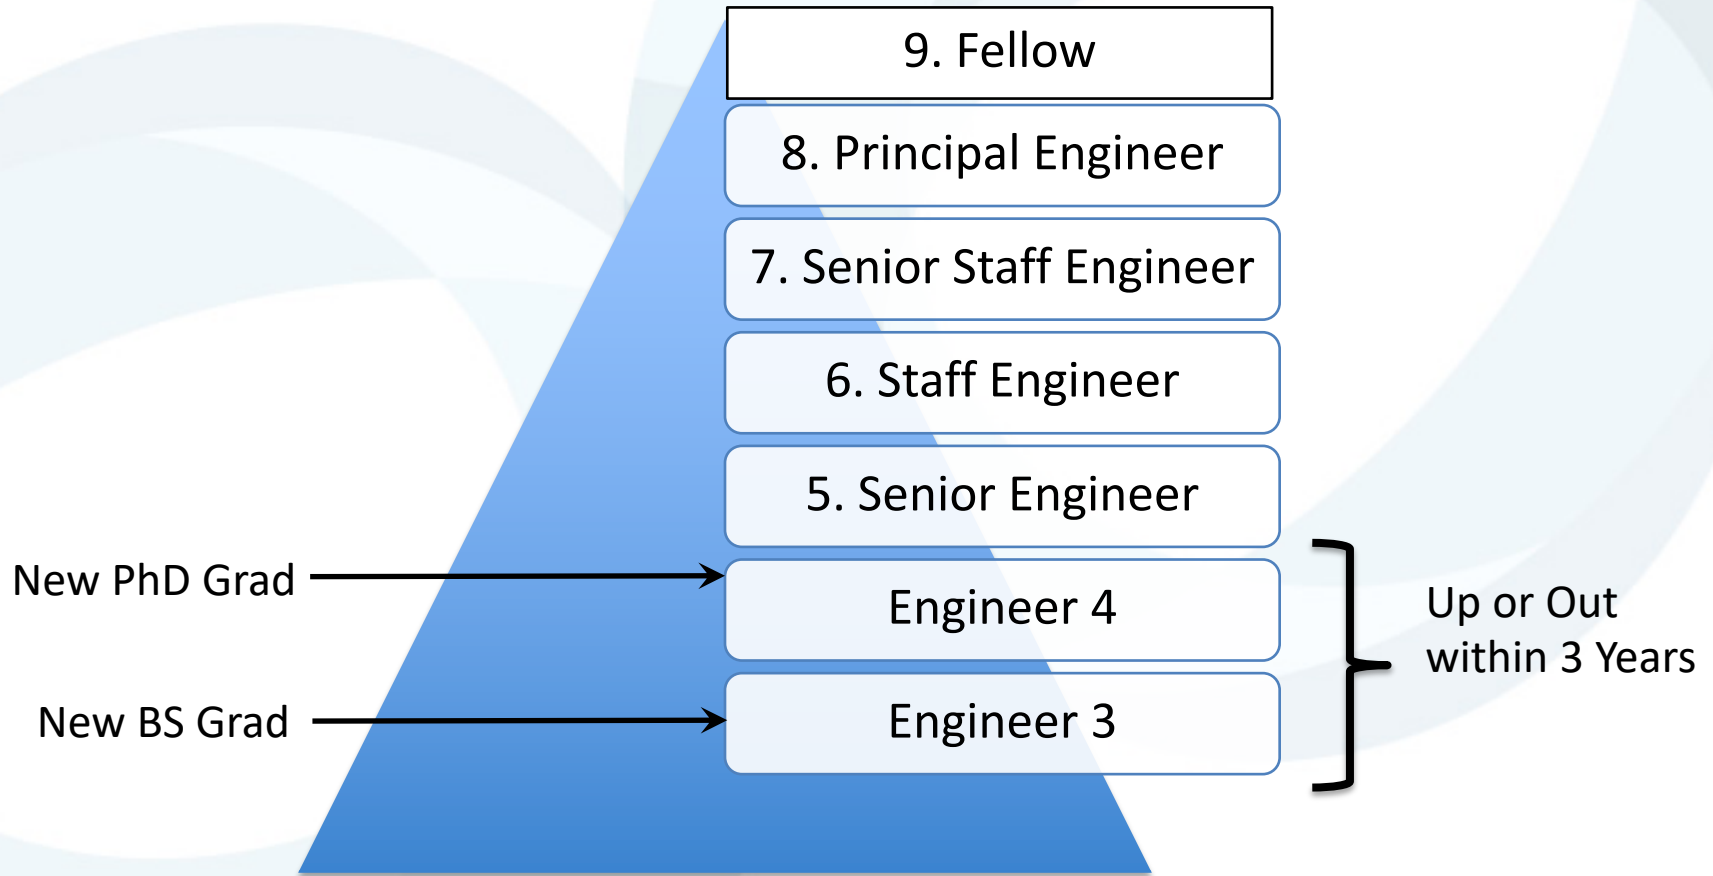 9. Fellow
8. Principal Engineer
7. Senior Staff Engineer
6. Staff Engineer
5. Senior Engineer
New PhD Grad
Engineer 4
Up or Out
within 3 Years
New BS Grad
Engineer 3